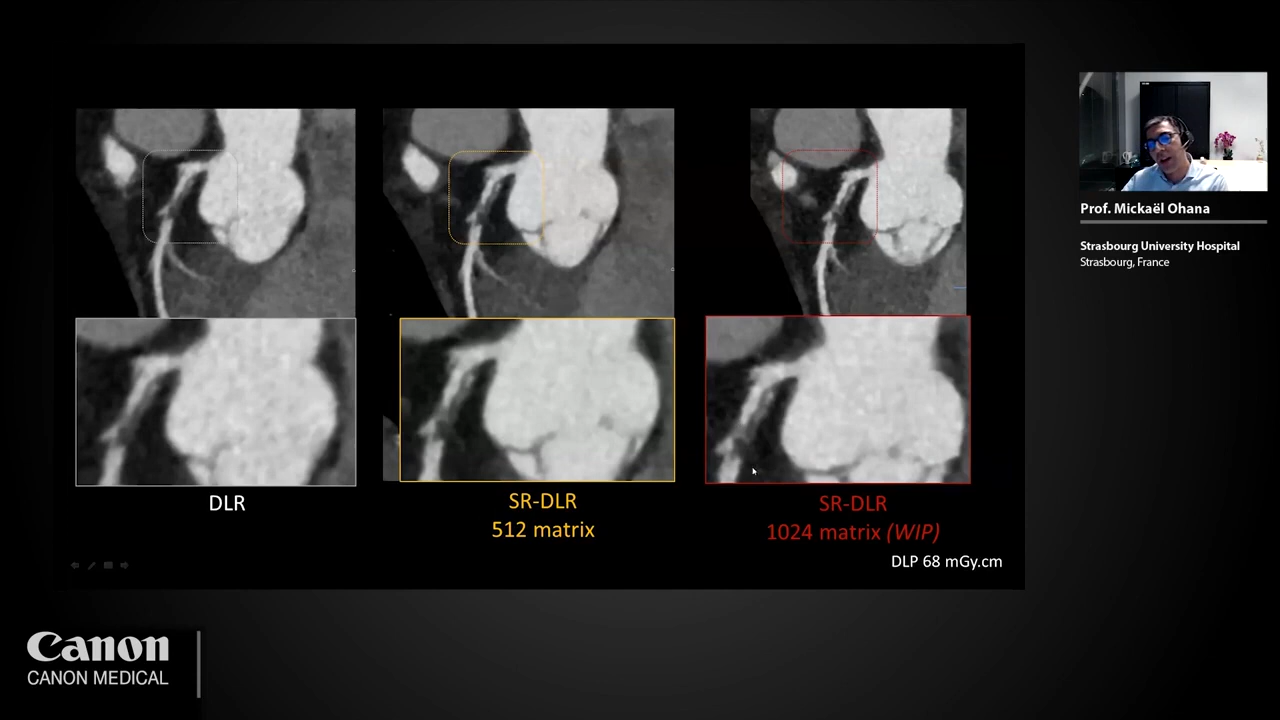 Prof. Mickaël Ohana
Strasbourg University Hospital
Strasbourg, France
DLR
SR-DLR
512 matrix
SR-DLR
1024 matrix (WIP)
DLP 68 mGy.cm
Canon
CANON MEDICAL